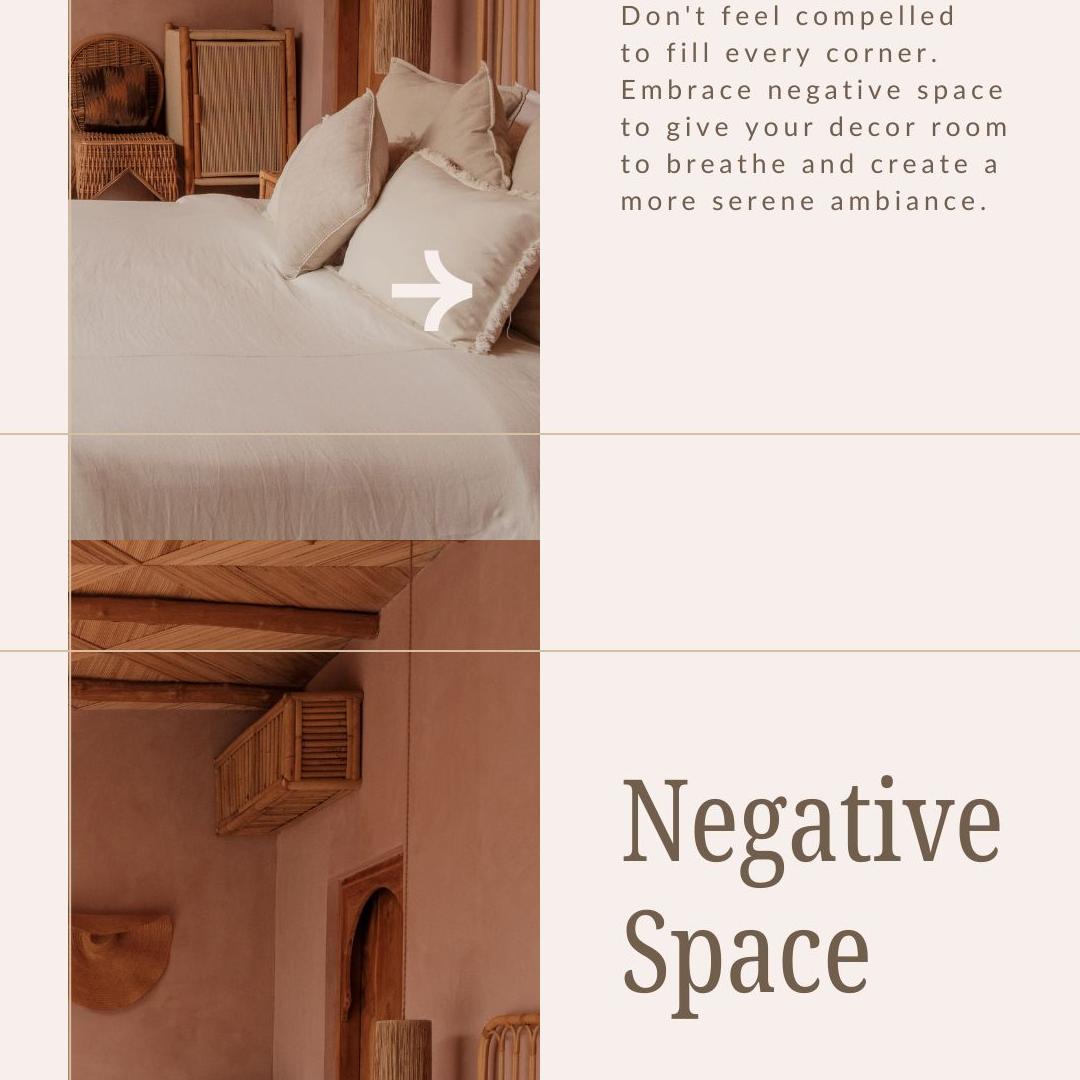 Don't feel compelled
to fill every corner.
Embrace negative space
to give your decor room
to breathe and create a
more serene ambiance.
Negative
Space